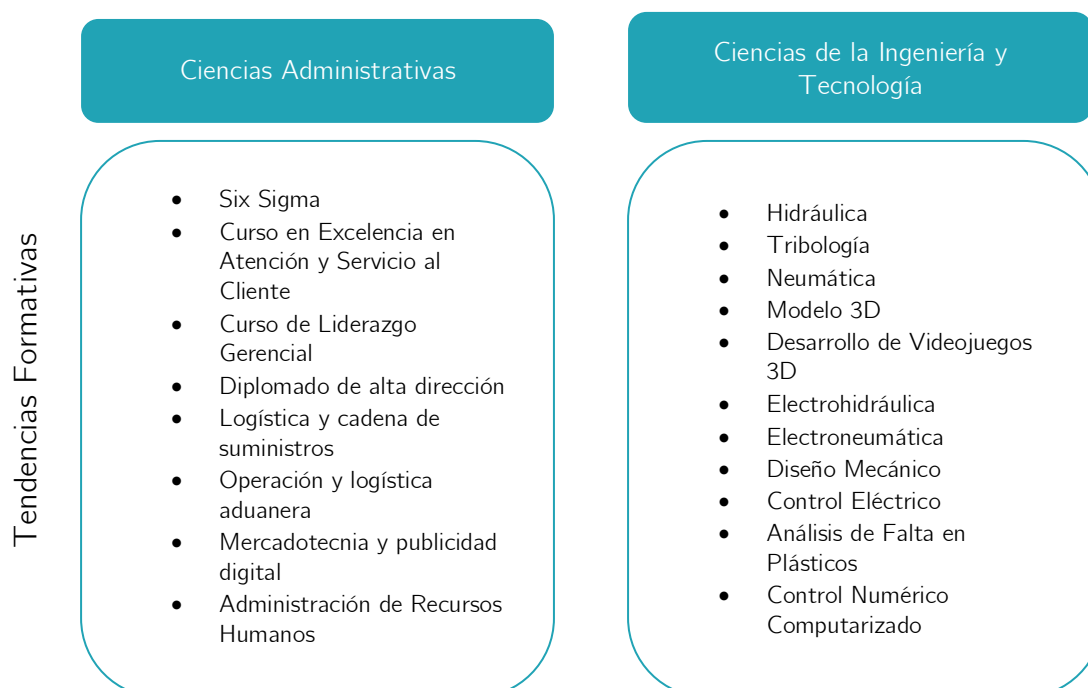 Tendencias Formativas
Ciencias Administrativas
• Six Sigma
• Curso en Excelencia en
Atención y Servicio al
Cliente
• Curso de Liderazgo
Gerencial
• Diplomado de alta dirección
• Logística y cadena de
suministros
• Operación y logística
aduanera
• Mercadotecnia y publicidad
digital
• Administración de Recursos
Humanos
Ciencias de la Ingeniería y
Tecnología
• Hidráulica
• Tribología
• Neumática
• Modelo 3D
• Desarrollo de Videojuegos
3D
• Electrohidráulica
• Electroneumática
• Diseño Mecánico
• Control Eléctrico
• Análisis de Falta en
Plásticos
• Control Numérico
Computarizado